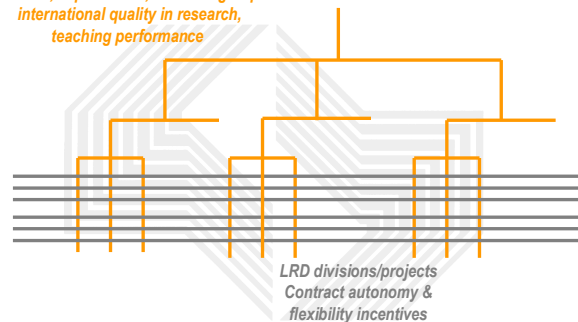 international quality in research,
teaching performance
LRD divisions/projects
Contract autonomy &
flexibility incentives